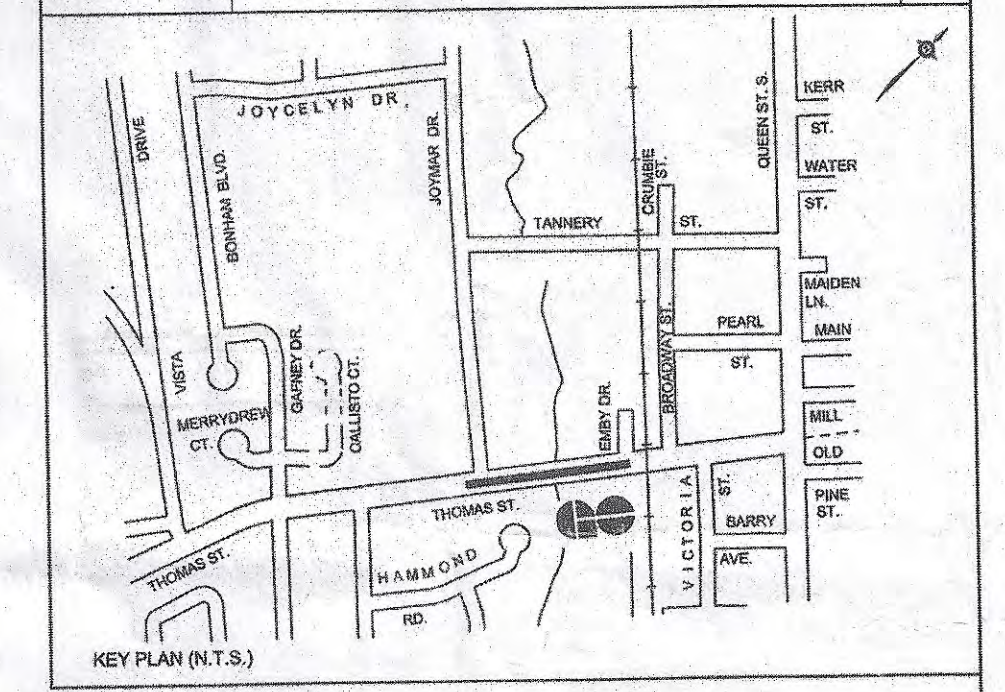 KERR
ST.
WATER
ST.
JOYCELYN DR.
DRIVE
BONHAM BLVD.
JOYMAR DR.
CRUMBIE
ST.
QUEEN ST. S.
TANNERY
ST.
MAIDEN
LN.
MAIN
PEARL
ST.
BROADWAY ST.
VISTA
GAFNEY DR.
CALLISTO CT.
MERRYDREW
CT.
EMBY DR.
MILL
OLD
PINE
ST.
THOMAS ST.
VICTORIA
ST.
BARRY
AVE.
THOMAS ST.
HAMMOND
RD.
KEY PLAN (N.T.S.)